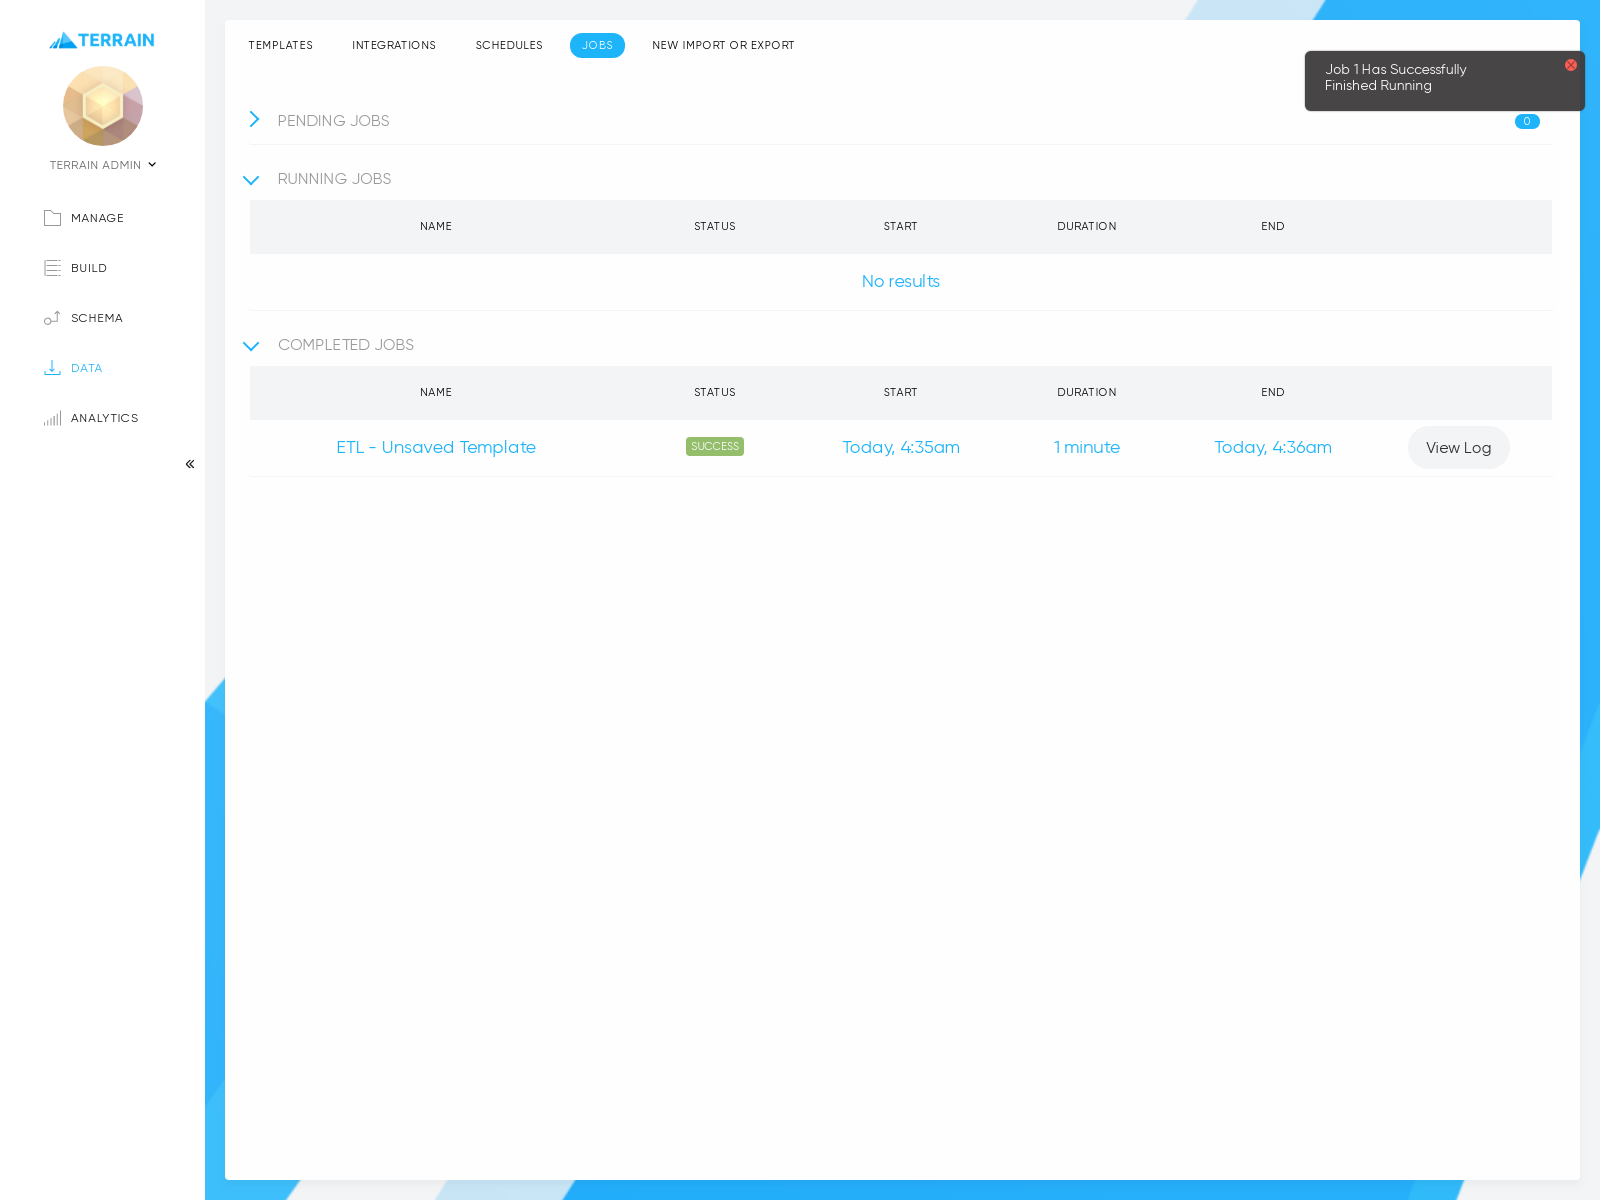 TERRAIN
TERRAIN ADMIN
MANAGE
BUILD
SCHEMA
DATA
ANALYTICS
TEMPLATES INTEGRATIONS SCHEDULES JOBS NEW IMPORT OR EXPORT
Job 1 Has Successfully
Finished Running
PENDING JOBS 0
RUNNING JOBS
NAME STATUS START DURATION END
No results
COMPLETED JOBS
NAME STATUS START DURATION END
ETL - Unsaved Template SUCCESS Today, 4:35am 1 minute Today, 4:36am View Log